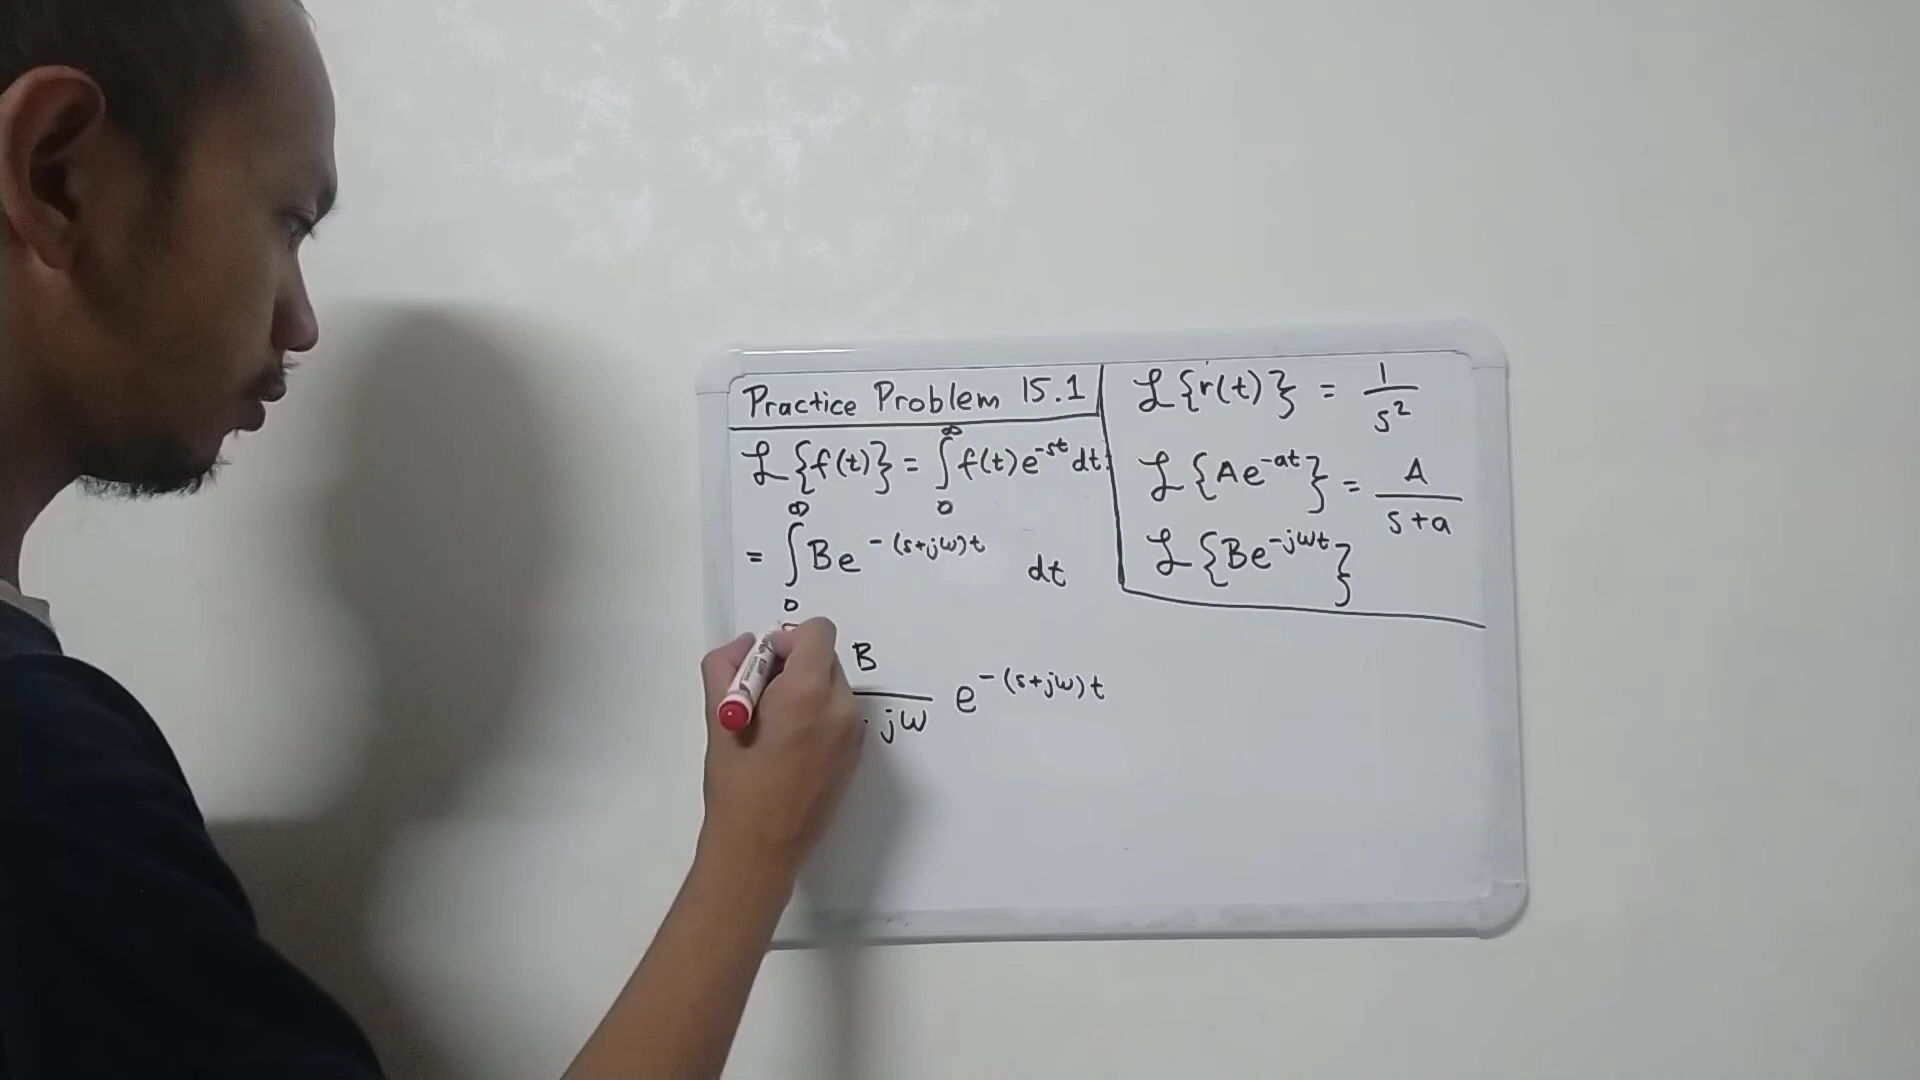 Practice Problem 15.1
ℒ{f(t)} = ∫₀^∞ f(t)e^-st dt
= ∫₀^∞ Be^-(s+jω)t dt
B
jω e^-(s+jω)t
ℒ{r(t)} = 1/s²
ℒ{Ae^-at} = A/(s+a)
ℒ{Be^-jωt}